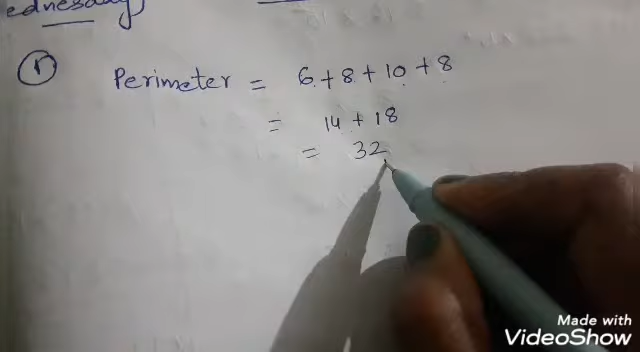 ednesday)
(1)
Perimeter = 6 + 8 + 10 + 8
= 14 + 18
= 32
Made with
VideoShow